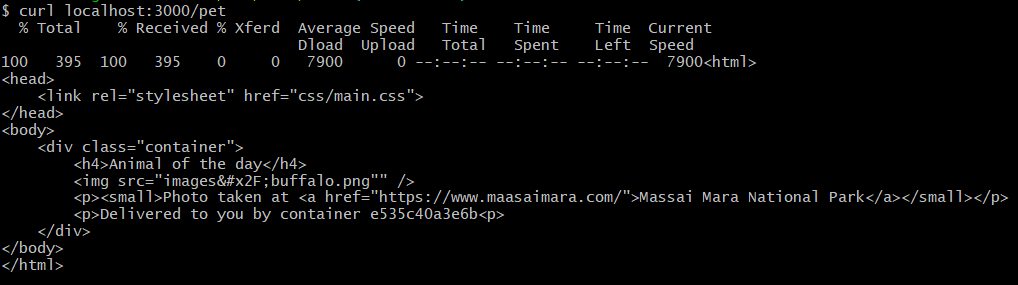 $ curl localhost:3000/pet
  % Total    % Received % Xferd  Average Speed   Time    Time     Time  Current
                                 Dload  Upload   Total   Spent    Left  Speed
100   395  100   395    0     0   7900      0 --:--:-- --:--:-- --:--:--  7900<html>
<head>
    <link rel="stylesheet" href="css/main.css">
</head>
<body>
    <div class="container">
        <h4>Animal of the day</h4>
        <img src="images&#x2F;buffalo.png"" />
        <p><small>Photo taken at <a href="https://www.maasaimara.com/">Massai Mara National Park</a></small></p>
        <p>Delivered to you by container e535c40a3e6b<p>
    </div>
</body>
</html>